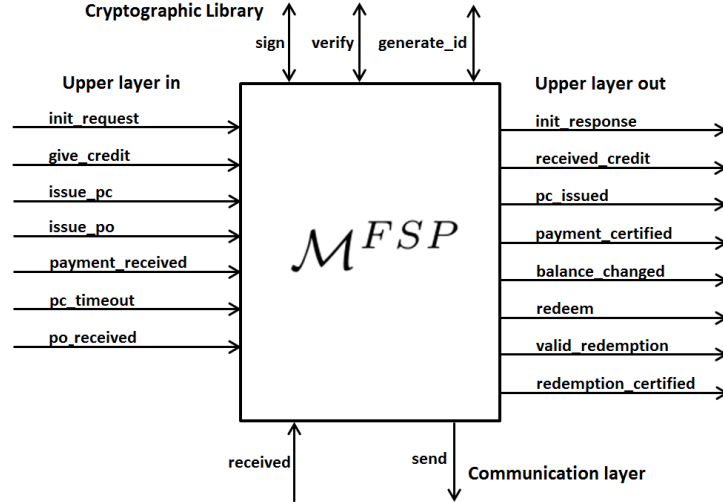 Cryptographic Library
sign verify generate_id
Upper layer in
Upper layer out
init_request
give_credit
issue_pc
issue_po
payment_received
pc_timeout
po_received
M^FSP
init_response
received_credit
pc_issued
payment_certified
balance_changed
redeem
valid_redemption
redemption_certified
received
send
Communication layer